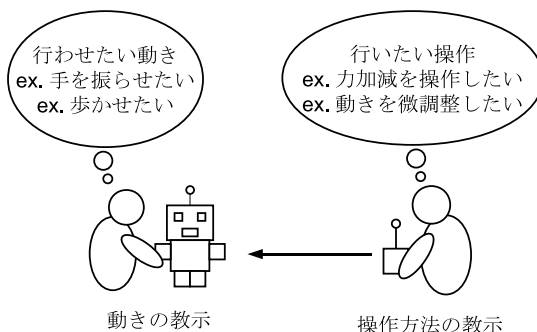 行わせたい動き
ex. 手を振らせたい
ex. 歩かせたい
行いたい操作
ex. 力加減を操作したい
ex. 動きを微調整したい
動きの教示
操作方法の教示